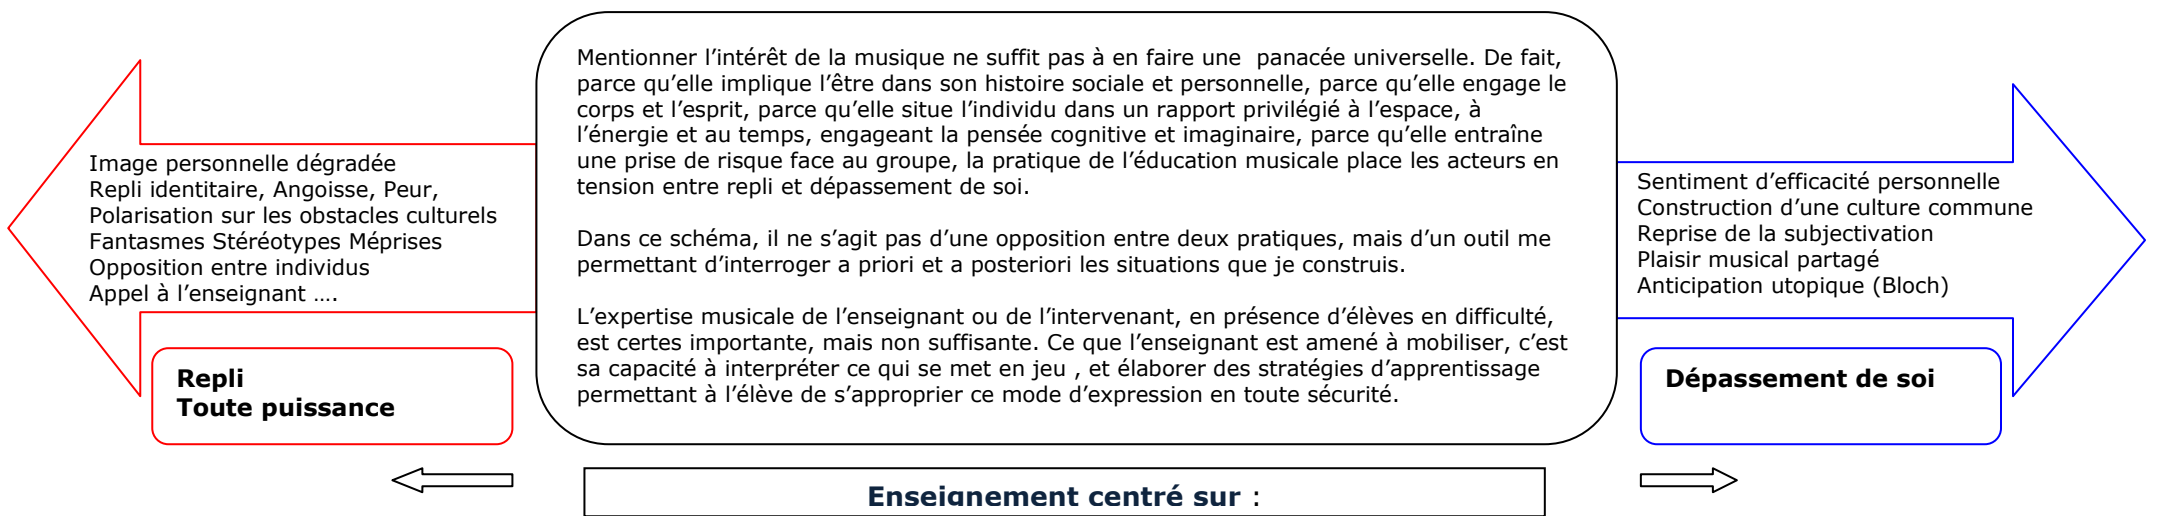 Mentionner l’intérêt de la musique ne suffit pas à en faire une  panacée universelle. De fait,
parce qu’elle implique l’être dans son histoire sociale et personnelle, parce qu’elle engage le
corps et l’esprit, parce qu’elle situe l’individu dans un rapport privilégié à l’espace, à
l’énergie et au temps, engageant la pensée cognitive et imaginaire, parce qu’elle entraîne
une prise de risque face au groupe, la pratique de l’éducation musicale place les acteurs en
tension entre repli et dépassement de soi.
Dans ce schéma, il ne s’agit pas d’une opposition entre deux pratiques, mais d’un outil me
permettant d’interroger a priori et a posteriori les situations que je construis.
L’expertise musicale de l’enseignant ou de l’intervenant, en présence d’élèves en difficulté,
est certes importante, mais non suffisante. Ce que l’enseignant est amené à mobiliser, c’est
sa capacité à interpréter ce qui se met en jeu , et élaborer des stratégies d’apprentissage
permettant à l’élève de s’approprier ce mode d’expression en toute sécurité.
Image personnelle dégradée
Repli identitaire, Angoisse, Peur,
Polarisation sur les obstacles culturels
Fantasmes Stéréotypes Méprises
Opposition entre individus
Appel à l’enseignant ….
Repli
Toute puissance
Sentiment d’efficacité personnelle
Construction d’une culture commune
Reprise de la subjectivation
Plaisir musical partagé
Anticipation utopique (Bloch)
Dépassement de soi
Enseignement centré sur :